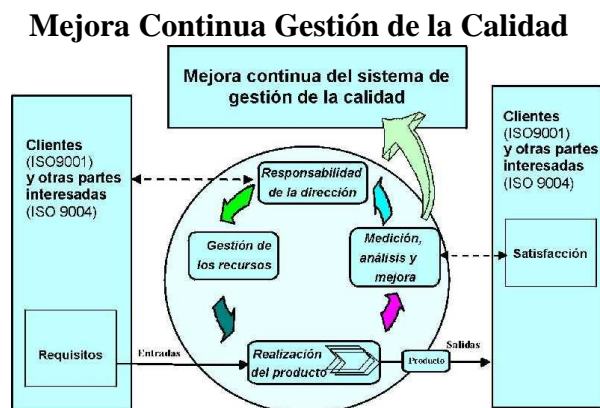 Mejora Continua Gestión de la Calidad
Mejora continua del sistema de
gestión de la calidad
Clientes
(ISO9001)
y otras partes
interesadas
(ISO 9004)
Clientes
(ISO9001)
y otras partes
interesadas
(ISO 9004)
Responsabilidad
de la dirección
Gestión de
los recursos
Medición,
análisis y
mejora
Satisfacción
Requisitos
Entradas
Realización
del producto
Producto
Salidas